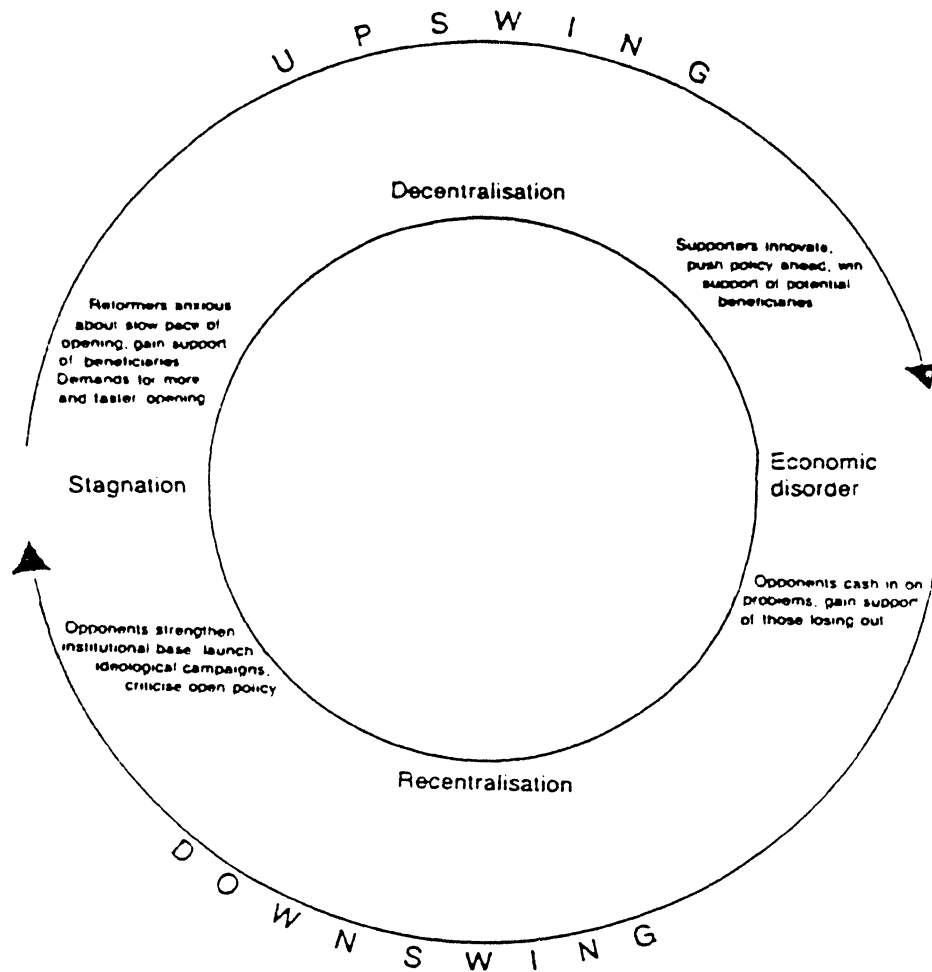 UPSWING
Decentralisation
Supporters innovate,
push policy ahead, win
support of potential
beneficiaries
Reformers anxious
about slow pace of
opening, gain support
of beneficiaries
Demands for more
and faster opening
Stagnation
Economic
disorder
Opponents cash in on
problems, gain support
of those losing out
Opponents strengthen
institutional base launch
ideological campaigns,
criticise open policy
Recentralisation
DOWNSWING